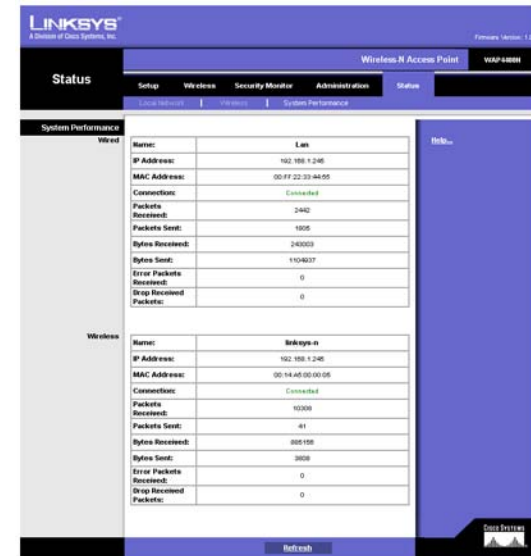 LINKSYS®
A Division of Cisco Systems, Inc.
Firmware Version: 1.0
Wireless-N Access Point WAP4400N
Status
Setup Wireless Security Monitor Administration Status
Local Network | Wireless | System Performance
System Performance
Wired
Help...
Name: Lan
IP Address: 192.168.1.245
MAC Address: 00:FF:22:33:44:55
Connection: Connected
Packets
Received: 2442
Packets Sent: 1805
Bytes Received: 243003
Bytes Sent: 1104937
Error Packets
Received: 0
Drop Received
Packets: 0
Wireless
Name: linksys-n
IP Address: 192.168.1.245
MAC Address: 00:14:A5:00:00:05
Connection: Connected
Packets
Received: 10308
Packets Sent: 41
Bytes Received: 885158
Bytes Sent: 3808
Error Packets
Received: 0
Drop Received
Packets: 0
Refresh
CISCO SYSTEMS